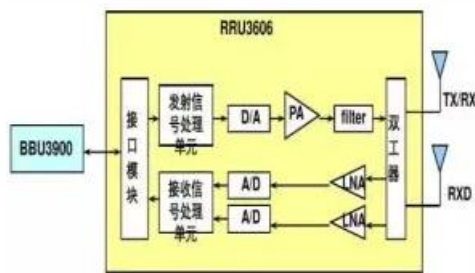 RRU3606
BBU3900
接口模块
发射信
号处理
单元
D/A
PA
filter
双工器
TX/RX
接收信
号处理
单元
A/D
LNA
A/D
LNA
RXD